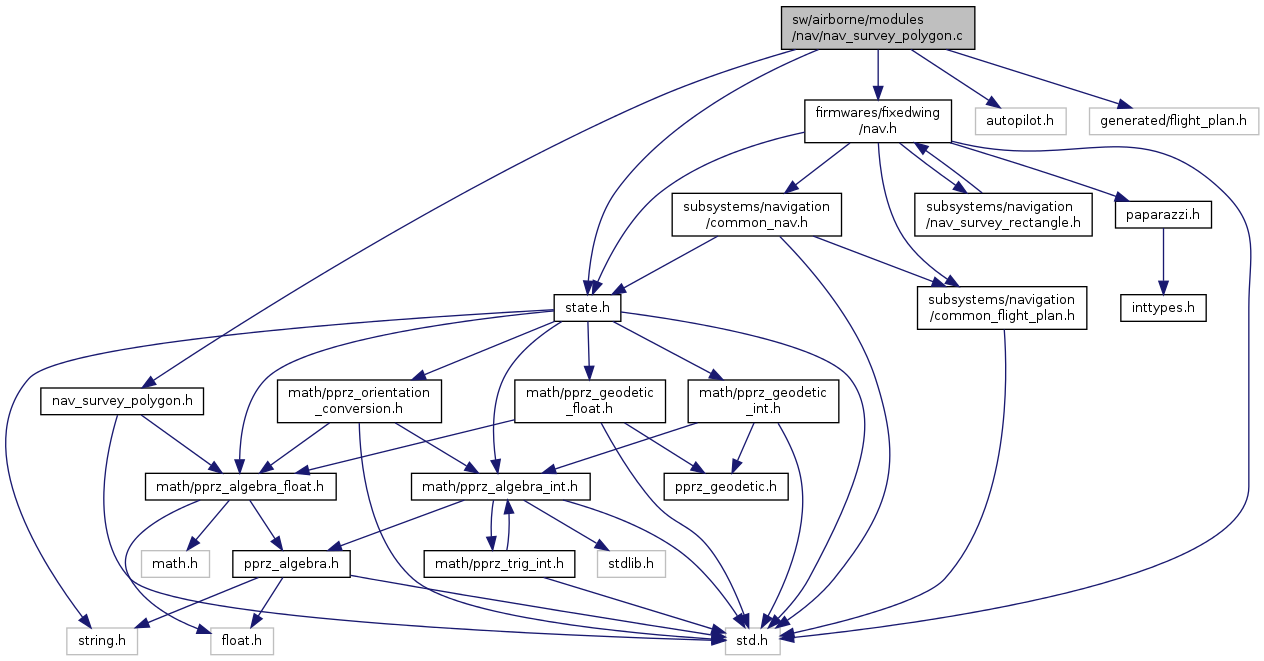 sw/airborne/modules
/nav/nav_survey_polygon.c
firmwares/fixedwing
/nav.h
autopilot.h
generated/flight_plan.h
subsystems/navigation
/common_nav.h
subsystems/navigation
/nav_survey_rectangle.h
paparazzi.h
state.h
subsystems/navigation
/common_flight_plan.h
inttypes.h
nav_survey_polygon.h
math/pprz_orientation
_conversion.h
math/pprz_geodetic
_float.h
math/pprz_geodetic
_int.h
math/pprz_algebra_float.h
math/pprz_algebra_int.h
pprz_geodetic.h
math.h
pprz_algebra.h
math/pprz_trig_int.h
stdlib.h
string.h
float.h
std.h